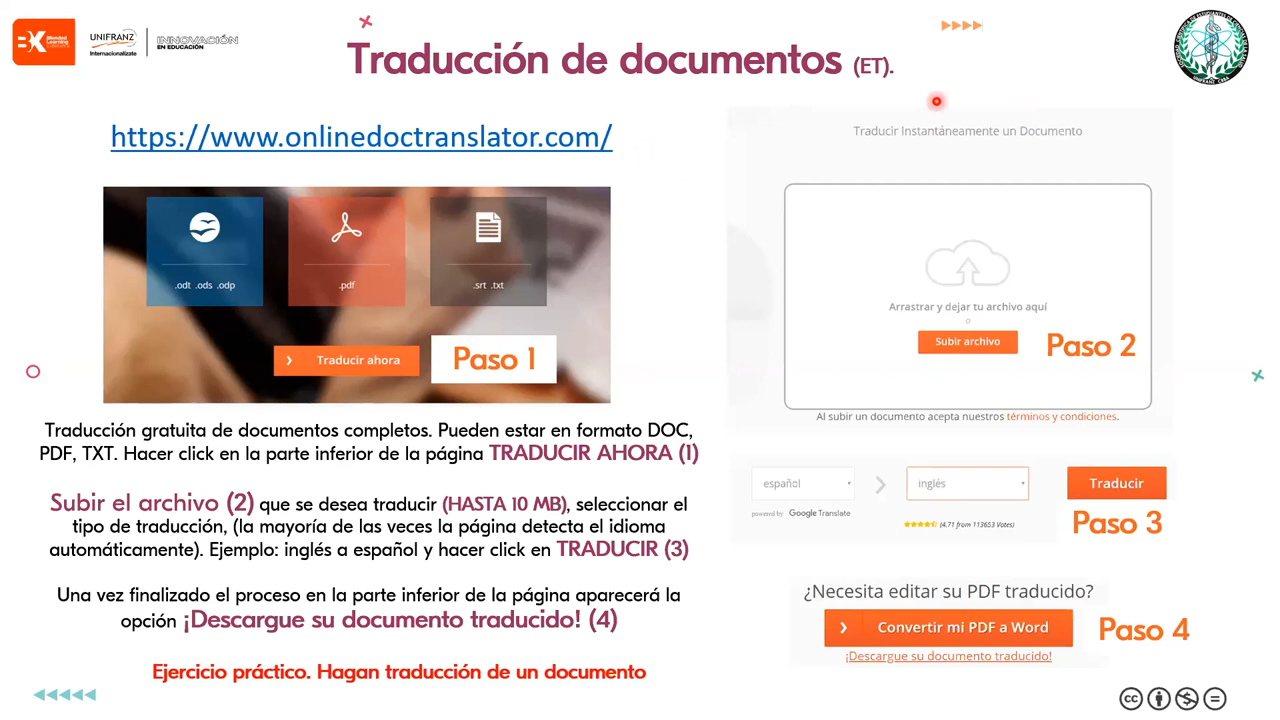 Blended Learning
UNIFRANZ
Internacionalízate
INNOVACIÓN
EN EDUCACIÓN
Traducción de documentos (ET).
https://www.onlinedoctranslator.com/
.odt .ods .odp
.pdf
.srt .txt
Traducir ahora
Paso 1
Traducción gratuita de documentos completos. Pueden estar en formato DOC,
PDF, TXT. Hacer click en la parte inferior de la página TRADUCIR AHORA (1)
Subir el archivo (2) que se desea traducir (HASTA 10 MB), seleccionar el
tipo de traducción, (la mayoría de las veces la página detecta el idioma
automáticamente). Ejemplo: inglés a español y hacer click en TRADUCIR (3)
Una vez finalizado el proceso en la parte inferior de la página aparecerá la
opción ¡Descargue su documento traducido! (4)
Ejercicio práctico. Hagan traducción de un documento
Traducir Instantáneamente un Documento
Arrastrar y dejar tu archivo aquí
o
Subir archivo
Paso 2
Al subir un documento acepta nuestros términos y condiciones.
español
inglés
Traducir
powered by Google Translate
(4.71 from 113653 Votes)
Paso 3
¿Necesita editar su PDF traducido?
Convertir mi PDF a Word
Paso 4
¡Descargue su documento traducido!
cc